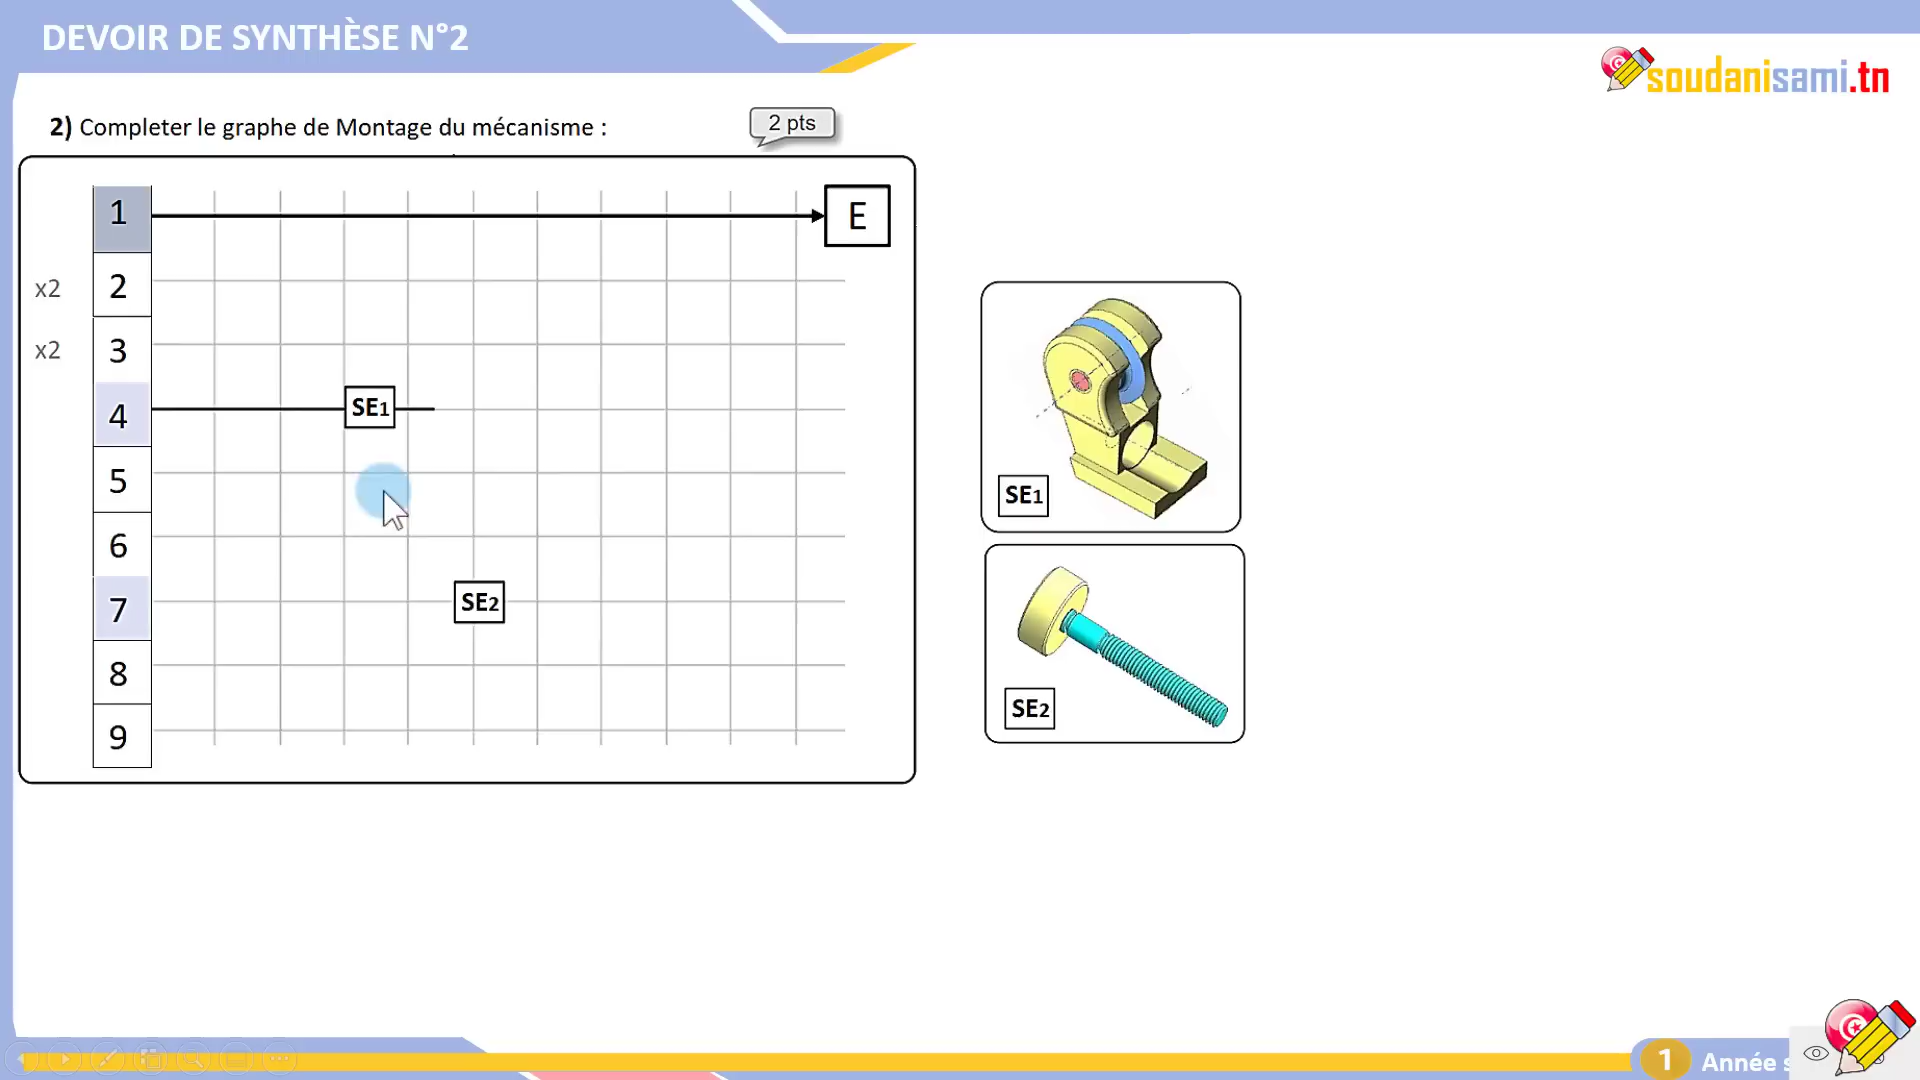 DEVOIR DE SYNTHÈSE N°2
soudanisami.tn
2) Completer le graphe de Montage du mécanisme :
2 pts
1
E
x2
2
x2
3
4
SE1
5
6
7
SE2
8
9
SE1
SE2
1
Année s